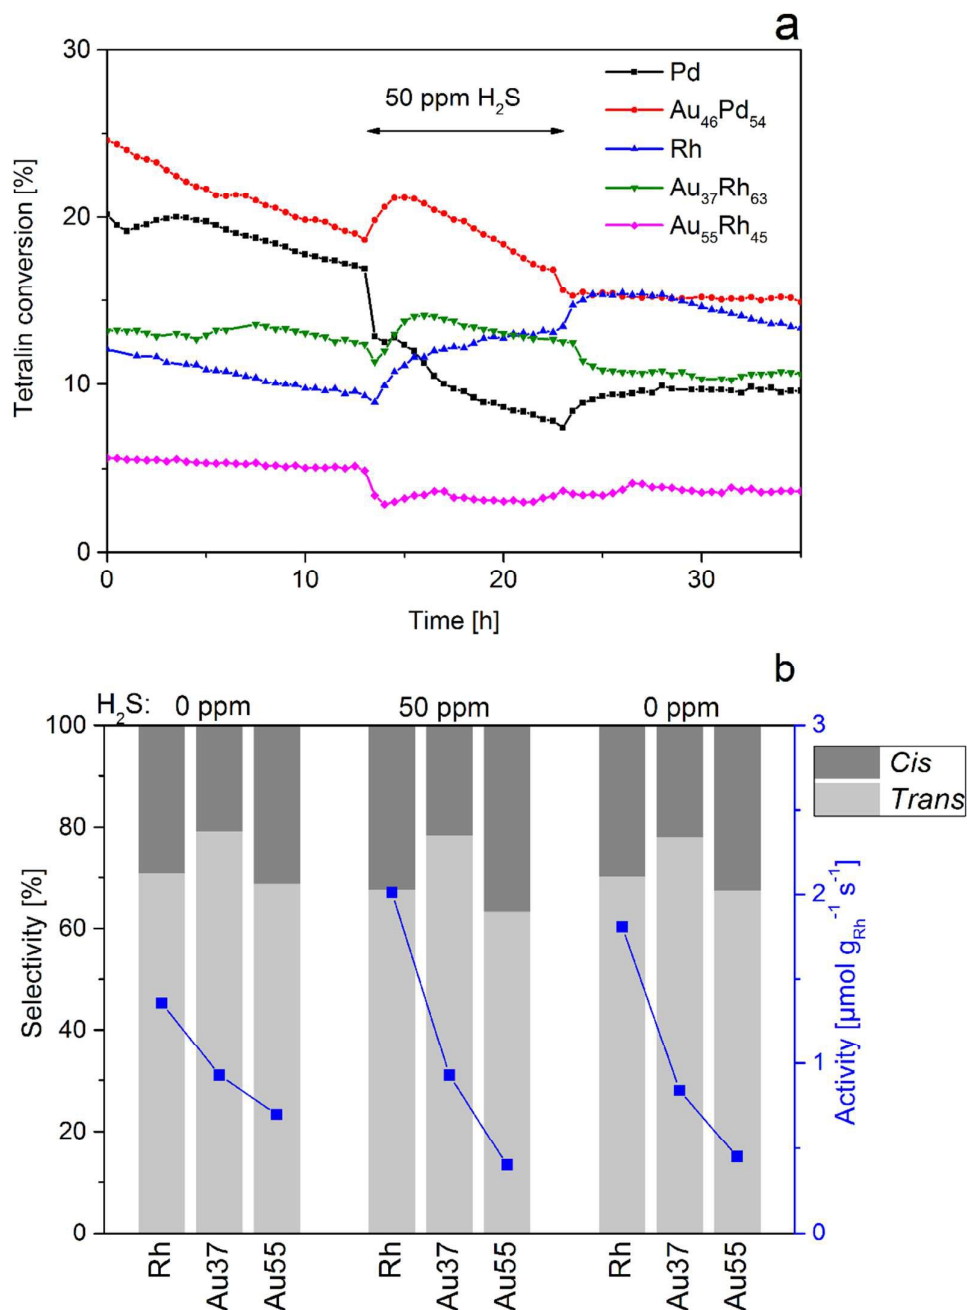 a
30
20
10
0
Tetralin conversion [%]
50 ppm H₂S
Pd
Au₄₆Pd₅₄
Rh
Au₃₇Rh₆₃
Au₅₅Rh₄₅
0 10 20 30
Time [h]
b
H₂S: 0 ppm 50 ppm 0 ppm
100
80
60
40
20
0
Selectivity [%]
3
2
1
0
Activity [µmol g_Rh⁻¹ s⁻¹]
Cis
Trans
Rh Au37 Au55 Rh Au37 Au55 Rh Au37 Au55